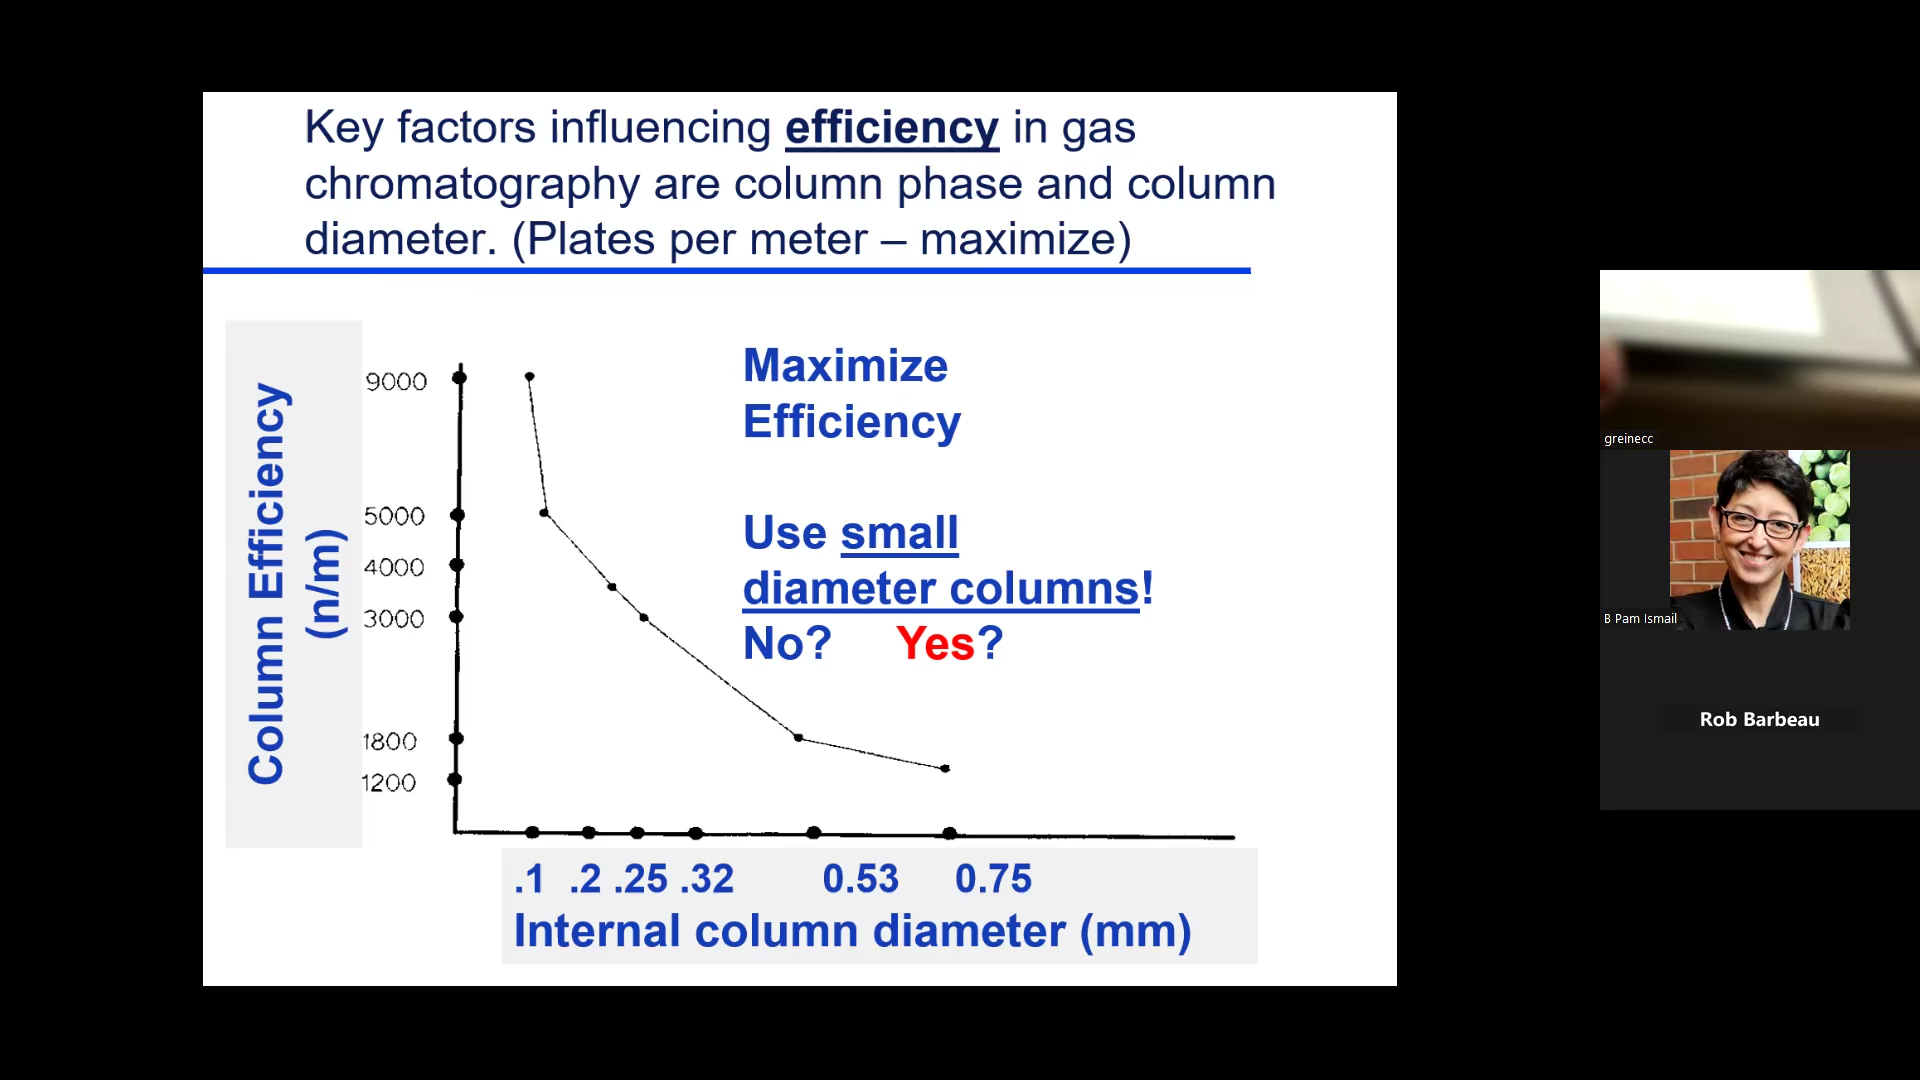 Key factors influencing efficiency in gas
chromatography are column phase and column
diameter. (Plates per meter – maximize)
Column Efficiency
(n/m)
9000
5000
4000
3000
1800
1200
Maximize
Efficiency
Use small
diameter columns!
No? Yes?
.1 .2 .25 .32 0.53 0.75
Internal column diameter (mm)
greinecc
B Pam Ismail
Rob Barbeau